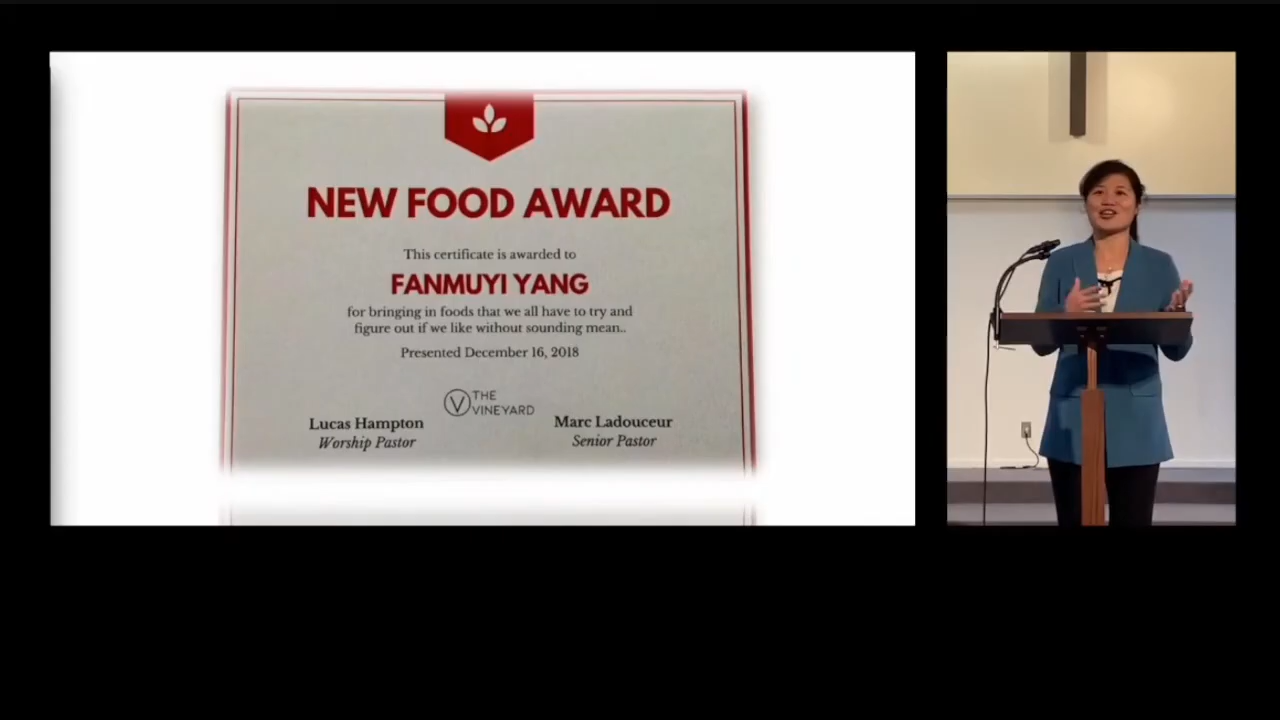 NEW FOOD AWARD
This certificate is awarded to
FANMUYI YANG
for bringing in foods that we all have to try and
figure out if we like without sounding mean..
Presented December 16, 2018
V THE
VINEYARD
Lucas Hampton
Worship Pastor
Marc Ladouceur
Senior Pastor